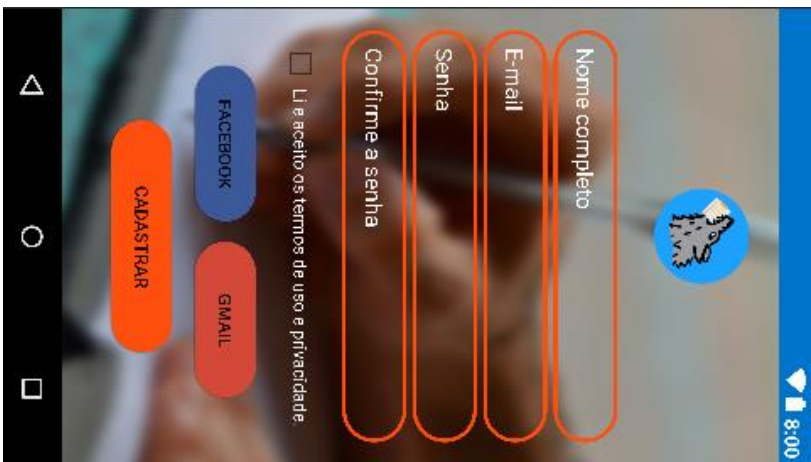 8:00
Nome completo
E-mail
Senha
Confirme a senha
Li e aceito os termos de uso e privacidade.
FACEBOOK
GMAIL
CADASTRAR